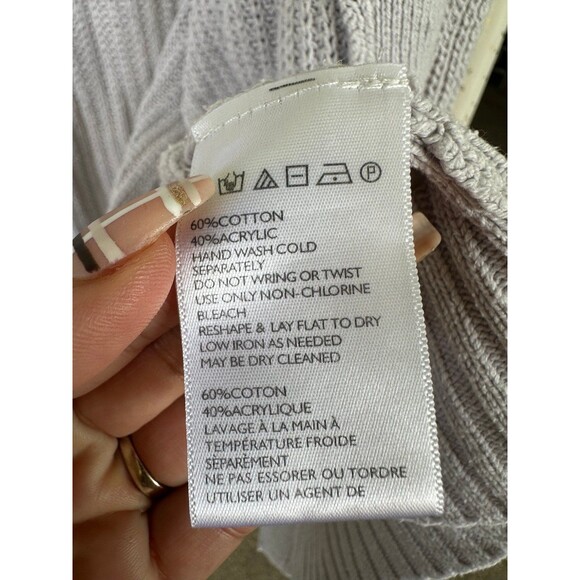 P
60%COTTON
40%ACRYLIC
HAND WASH COLD
SEPARATELY
DO NOT WRING OR TWIST
USE ONLY NON-CHLORINE
BLEACH
RESHAPE & LAY FLAT TO DRY
LOW IRON AS NEEDED
MAY BE DRY CLEANED
60%COTON
40%ACRYLIQUE
LAVAGE À LA MAIN À
TEMPÉRATURE FROIDE
SÉPARÉMENT
NE PAS ESSORER OU TORDRE
UTILISER UN AGENT DE